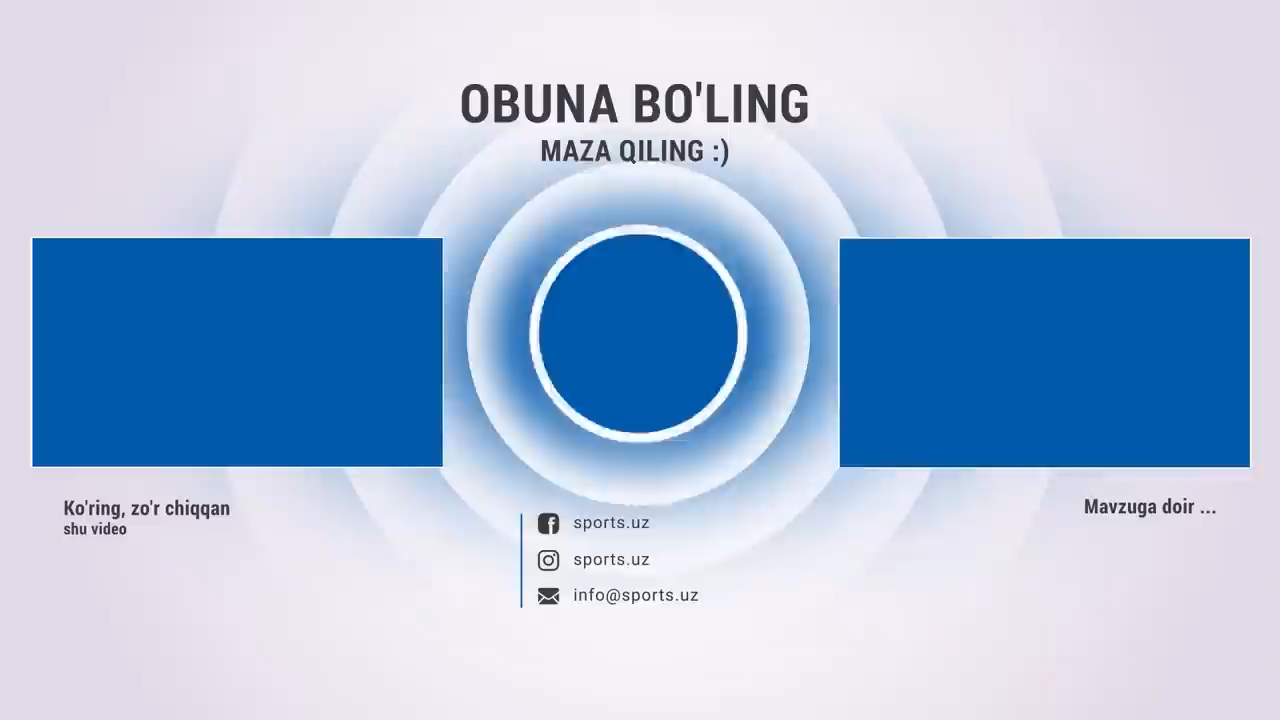 OBUNA BO'LING
MAZA QILING :)
Ko'ring, zo'r chiqqan
shu video
Mavzuga doir ...
sports.uz
sports.uz
info@sports.uz